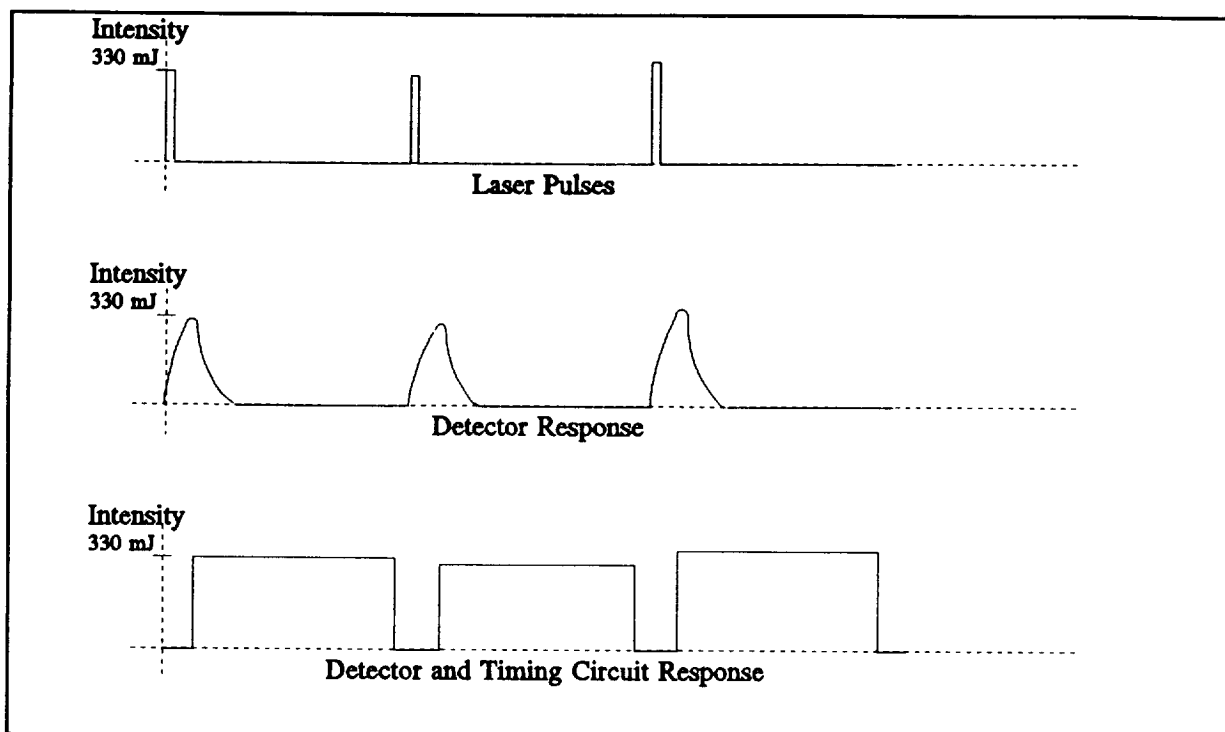 Intensity
330 mJ
Laser Pulses
Intensity
330 mJ
Detector Response
Intensity
330 mJ
Detector and Timing Circuit Response